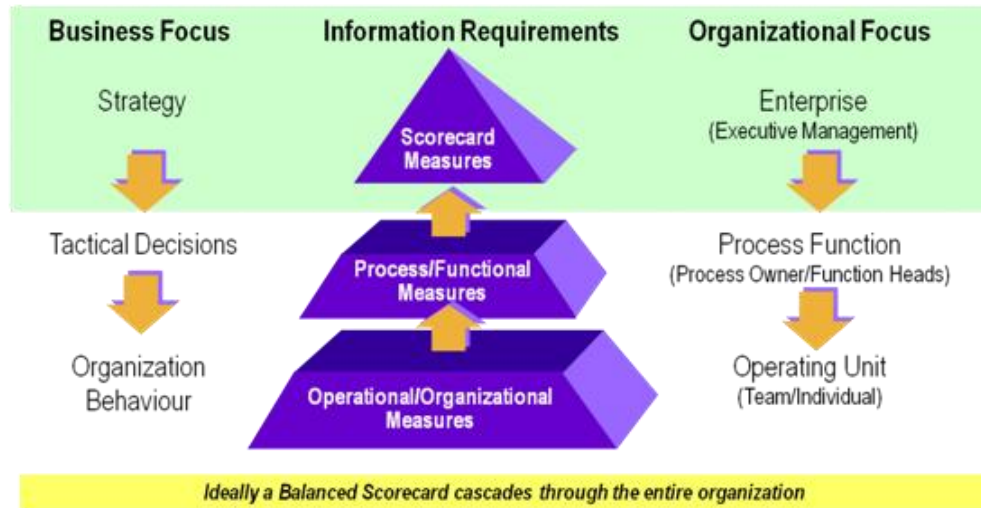 Business Focus
Information Requirements
Organizational Focus
Strategy
Scorecard
Measures
Enterprise
(Executive Management)
Tactical Decisions
Process/Functional
Measures
Process Function
(Process Owner/Function Heads)
Organization
Behaviour
Operational/Organizational
Measures
Operating Unit
(Team/Individual)
Ideally a Balanced Scorecard cascades through the entire organization